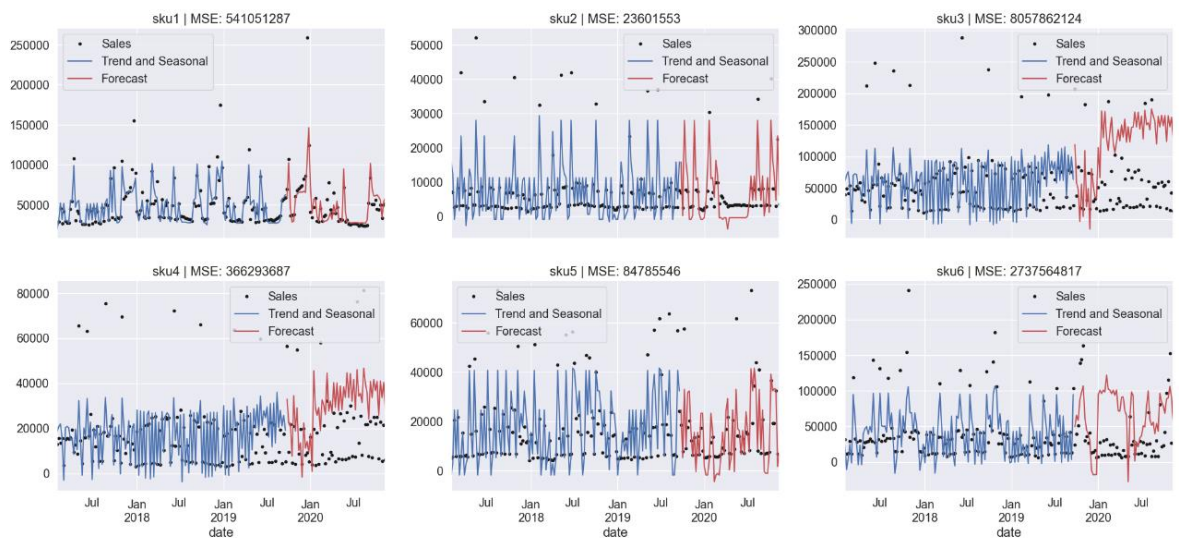 sku1 | MSE: 541051287
250000
200000
150000
100000
50000
Sales
Trend and Seasonal
Forecast
sku2 | MSE: 23601553
50000
40000
30000
20000
10000
0
Sales
Trend and Seasonal
Forecast
sku3 | MSE: 8057862124
300000
250000
200000
150000
100000
50000
0
Sales
Trend and Seasonal
Forecast
sku4 | MSE: 366293687
80000
60000
40000
20000
0
Sales
Trend and Seasonal
Forecast
Jul Jan Jul Jan Jul Jan Jul
2018 2019 2020
date
sku5 | MSE: 84785546
60000
40000
20000
0
Sales
Trend and Seasonal
Forecast
Jul Jan Jul Jan Jul Jan Jul
2018 2019 2020
date
sku6 | MSE: 2737564817
250000
200000
150000
100000
50000
0
Sales
Trend and Seasonal
Forecast
Jul Jan Jul Jan Jul Jan Jul
2018 2019 2020
date